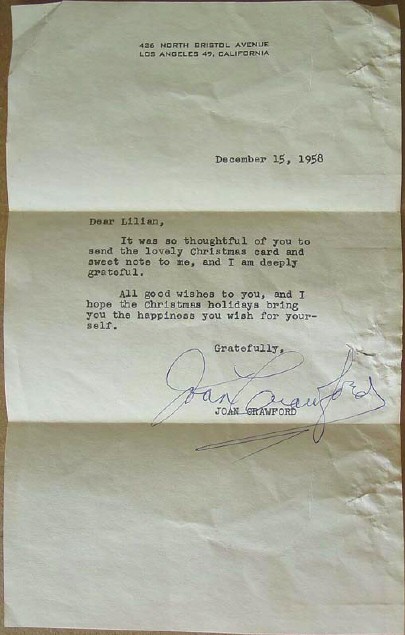 426 NORTH BRISTOL AVENUE
LOS ANGELES 49, CALIFORNIA
December 15, 1958
Dear Lilian,
It was so thoughtful of you to
send the lovely Christmas card and
sweet note to me, and I am deeply
grateful.
All good wishes to you, and I
hope the Christmas holidays bring
you the happiness you wish for your-
self.
Gratefully,
Joan Crawford
JOAN CRAWFORD